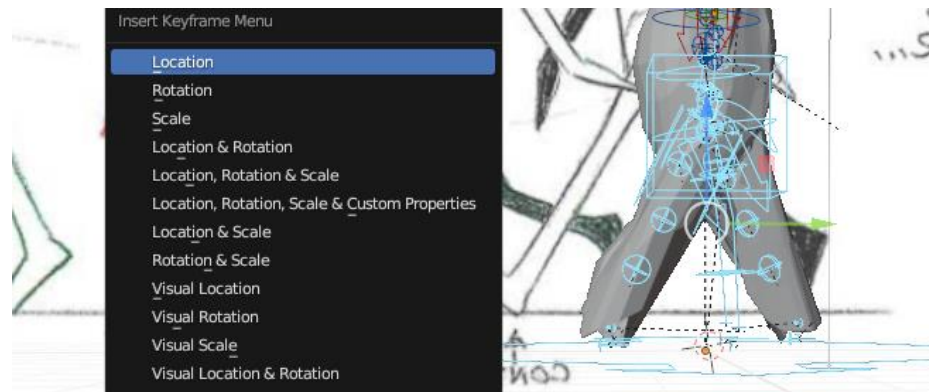 Insert Keyframe Menu
Location
Rotation
Scale
Location & Rotation
Location, Rotation & Scale
Location, Rotation, Scale & Custom Properties
Location & Scale
Rotation & Scale
Visual Location
Visual Rotation
Visual Scale
Visual Location & Rotation